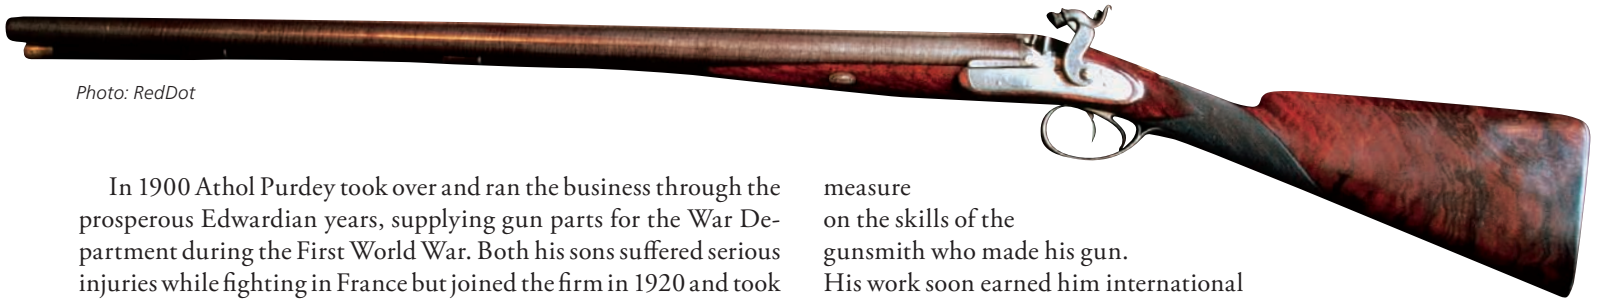 Photo: RedDot
In 1900 Athol Purdey took over and ran the business through the
prosperous Edwardian years, supplying gun parts for the War De-
partment during the First World War. Both his sons suffered serious
injuries while fighting in France but joined the firm in 1920 and took
measure
on the skills of the
gunsmith who made his gun.
His work soon earned him international